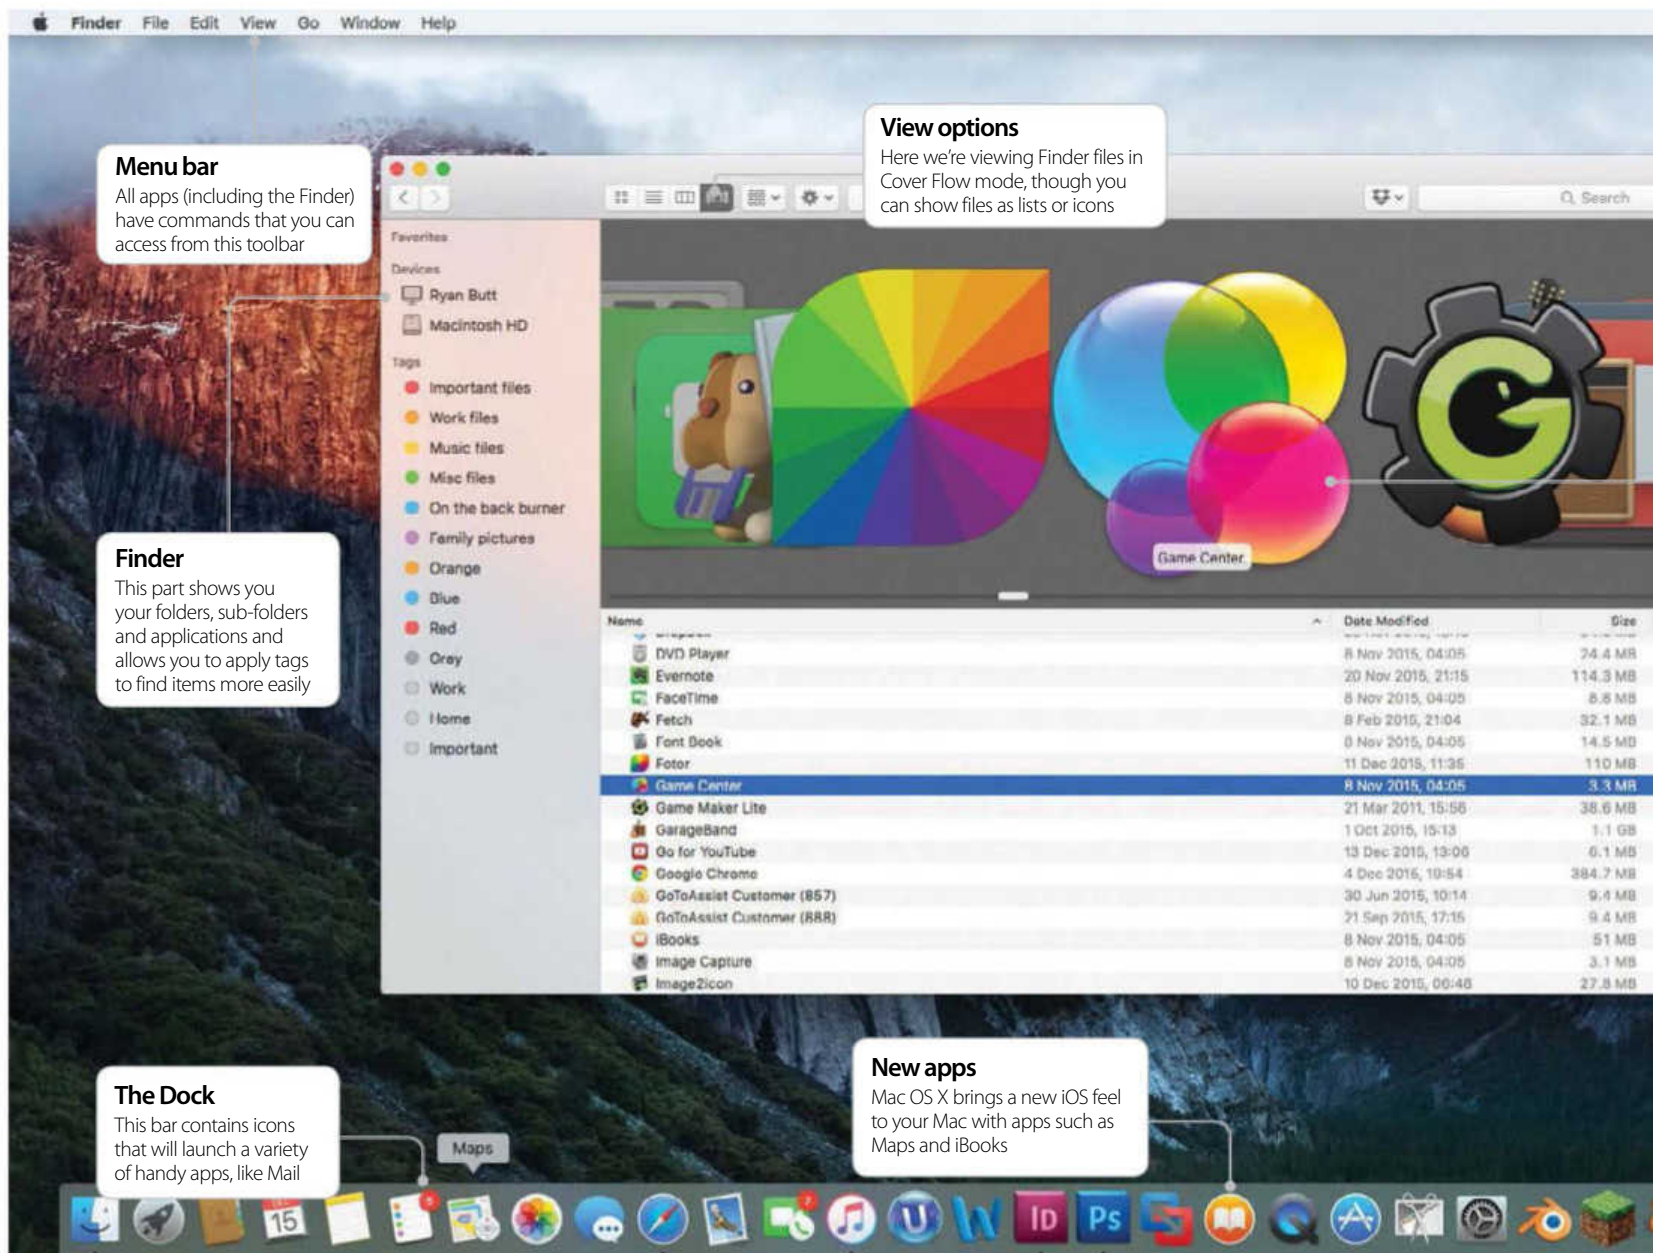 Finder File Edit View Go Window Help
View options
Here we're viewing Finder files in
Cover Flow mode, though you
can show files as lists or icons
Menu bar
All apps (including the Finder)
have commands that you can
access from this toolbar
Search
Favorites
Devices
Ryan Butt
Macintosh HD
Tags
Important files
Work files
Music files
Misc files
On the back burner
Family pictures
Orange
Blue
Red
Grey
Work
Home
Important
Finder
This part shows you
your folders, sub-folders
and applications and
allows you to apply tags
to find items more easily
Game Center
Name Date Modified Size
DVD Player 8 Nov 2015, 04:05 24.4 MB
Evernote 20 Nov 2015, 21:15 114.3 MB
FaceTime 8 Nov 2015, 04:05 8.8 MB
Fetch 8 Feb 2015, 21:04 32.1 MB
Font Book 8 Nov 2015, 04:05 14.5 MB
Fotor 11 Dec 2015, 11:35 110 MB
Game Center 8 Nov 2015, 04:05 3.3 MB
Game Maker Lite 21 Mar 2011, 15:56 38.6 MB
GarageBand 1 Oct 2015, 15:13 1.1 GB
Go for YouTube 13 Dec 2015, 13:06 6.1 MB
Google Chrome 4 Dec 2015, 10:54 384.7 MB
GoToAssist Customer (857) 30 Jun 2015, 10:14 9.4 MB
GoToAssist Customer (888) 21 Sep 2015, 17:15 9.4 MB
iBooks 8 Nov 2015, 04:05 51 MB
Image Capture 8 Nov 2015, 04:05 3.1 MB
Image2icon 10 Dec 2015, 06:46 27.8 MB
The Dock
This bar contains icons
that will launch a variety
of handy apps, like Mail
New apps
Mac OS X brings a new iOS feel
to your Mac with apps such as
Maps and iBooks
Maps
15
ID
Ps